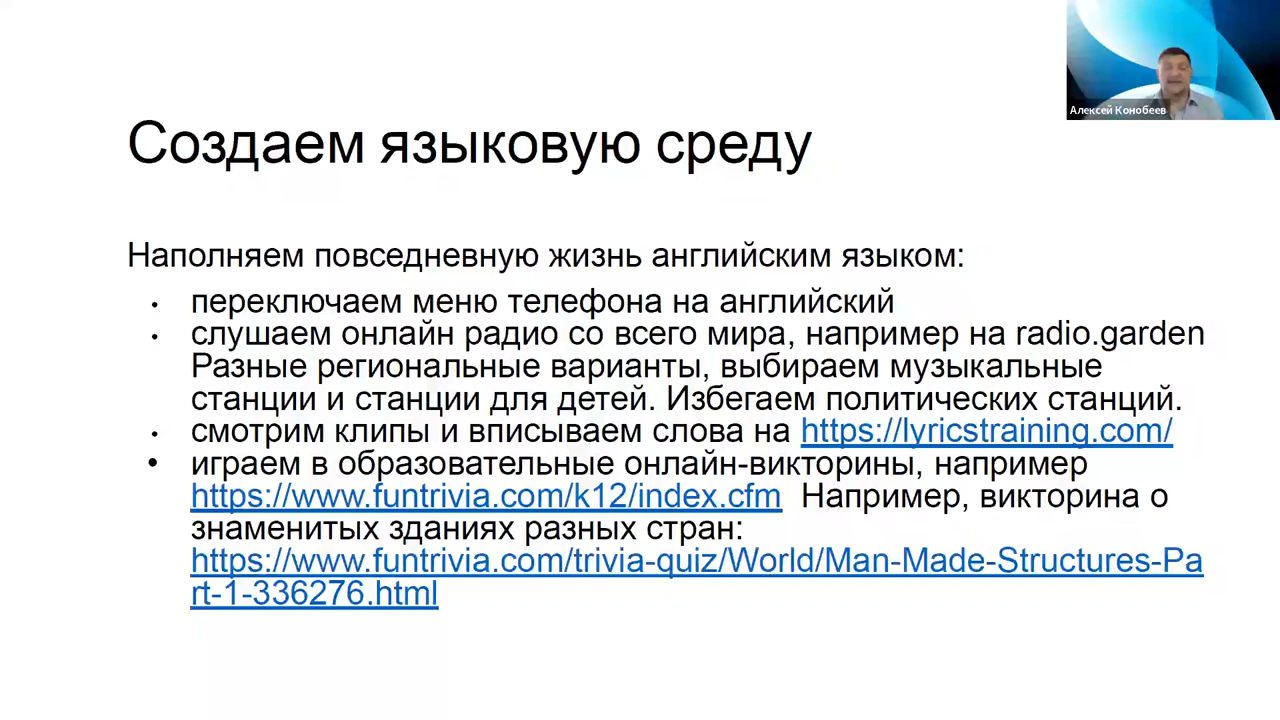 Алексей Конобеев
Создаем языковую среду
Наполняем повседневную жизнь английским языком:
• переключаем меню телефона на английский
• слушаем онлайн радио со всего мира, например на radio.garden
Разные региональные варианты, выбираем музыкальные
станции и станции для детей. Избегаем политических станций.
• смотрим клипы и вписываем слова на https://lyricstraining.com/
• играем в образовательные онлайн-викторины, например
https://www.funtrivia.com/k12/index.cfm Например, викторина о
знаменитых зданиях разных стран:
https://www.funtrivia.com/trivia-quiz/World/Man-Made-Structures-Pa
rt-1-336276.html